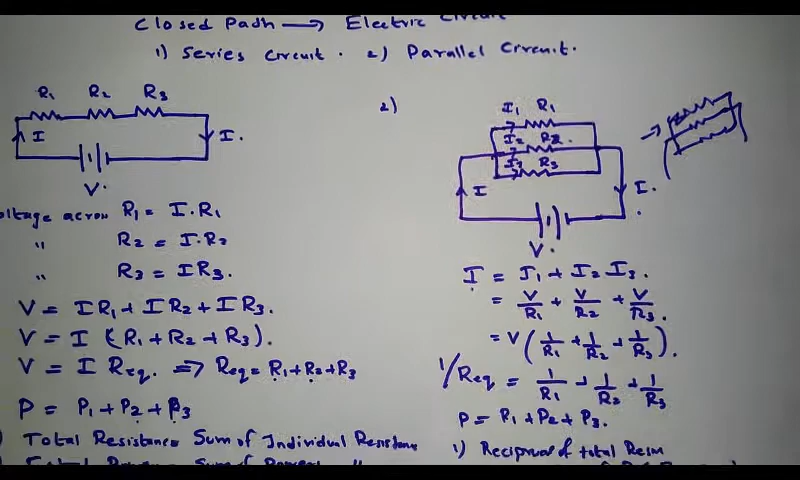 Closed Path → Electric Circuit
1) Series Circuit. 2) Parallel Circuit.
R1 R2 R3
I I.
V.
Voltage across R1 = I.R1
" R2 = I.R2
" R3 = IR3.
V = IR1 + IR2 + IR3.
V = I (R1 + R2 + R3).
V = I Req. ⇒ Req = R1 + R2 + R3
P = P1 + P2 + P3
) Total Resistance Sum of Individual Resistance
2)
I1 R1
I2 R2.
I3 R3
I I.
V.
I = I1 + I2 I3.
= V/R1 + V/R2 + V/R3.
= V(1/R1 + 1/R2 + 1/R3).
1/Req = 1/R1 + 1/R2 + 1/R3
P = P1 + P2 + P3.
1) Reciprocal of total